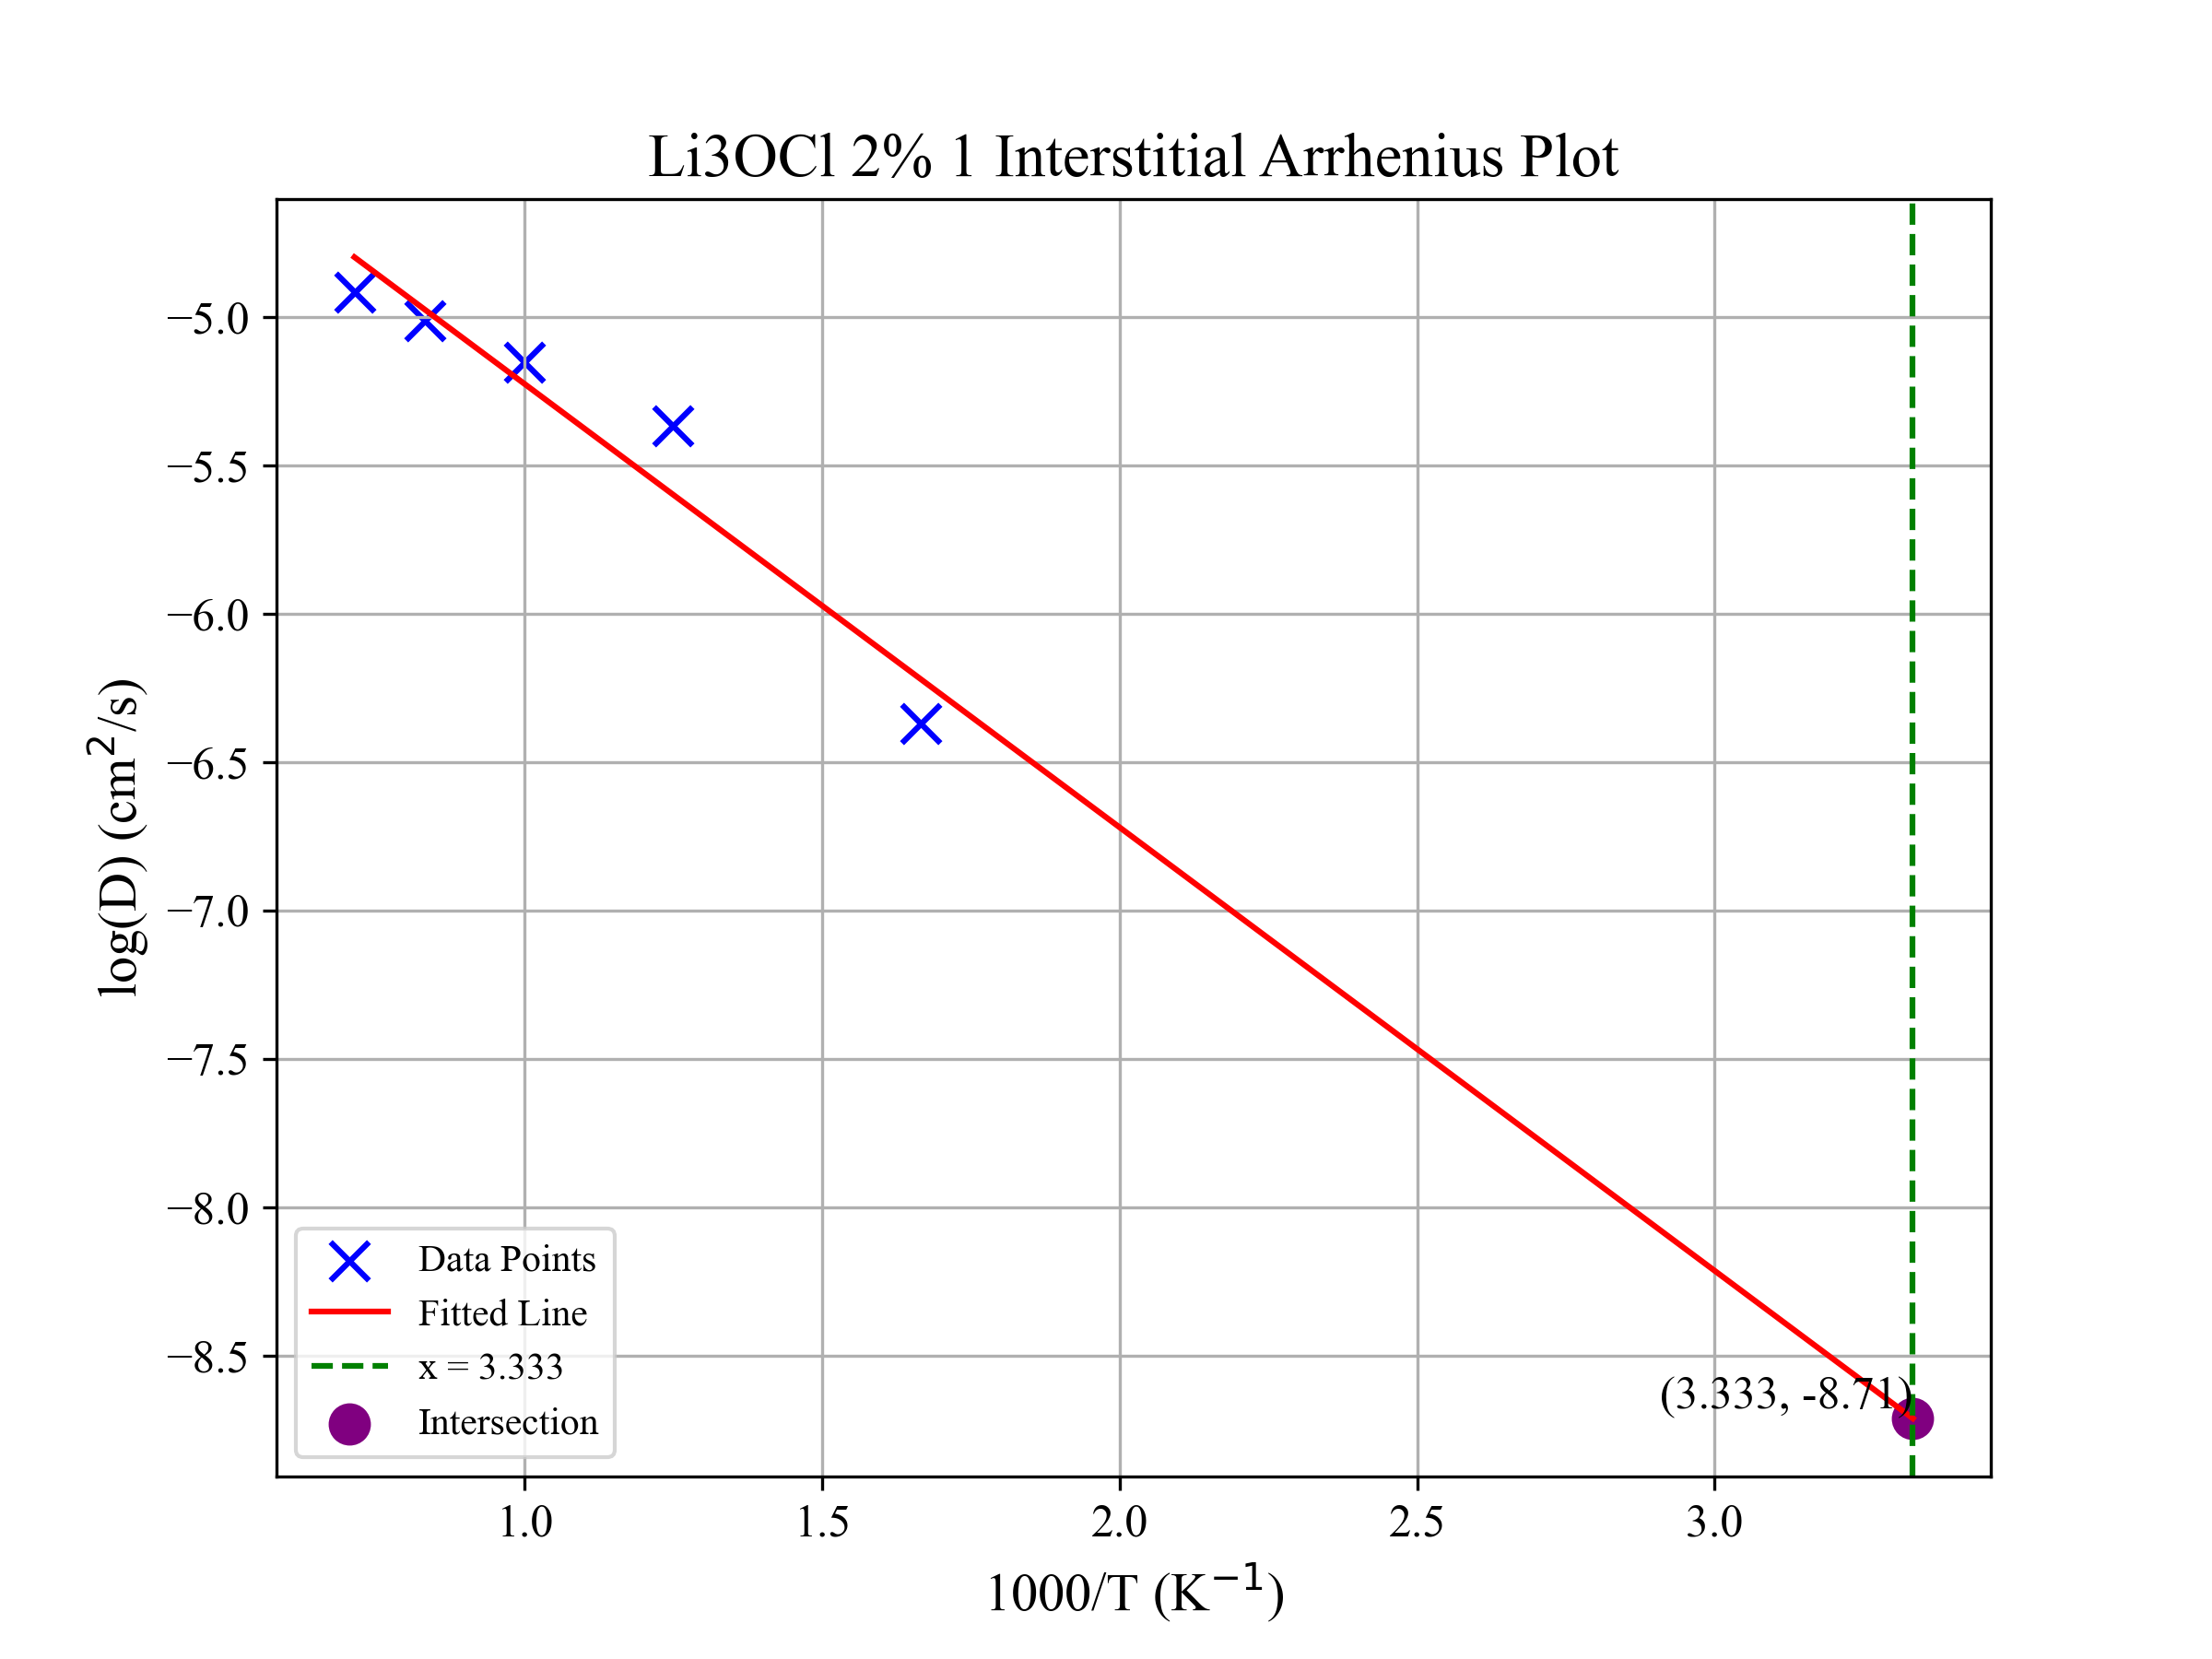 Li3OCl 2% 1 Interstitial Arrhenius Plot
log(D) (cm²/s)
−5.0
−5.5
−6.0
−6.5
−7.0
−7.5
−8.0
−8.5
Data Points
Fitted Line
x = 3.333
Intersection
(3.333, -8.71)
1.0 1.5 2.0 2.5 3.0
1000/T (K⁻¹)